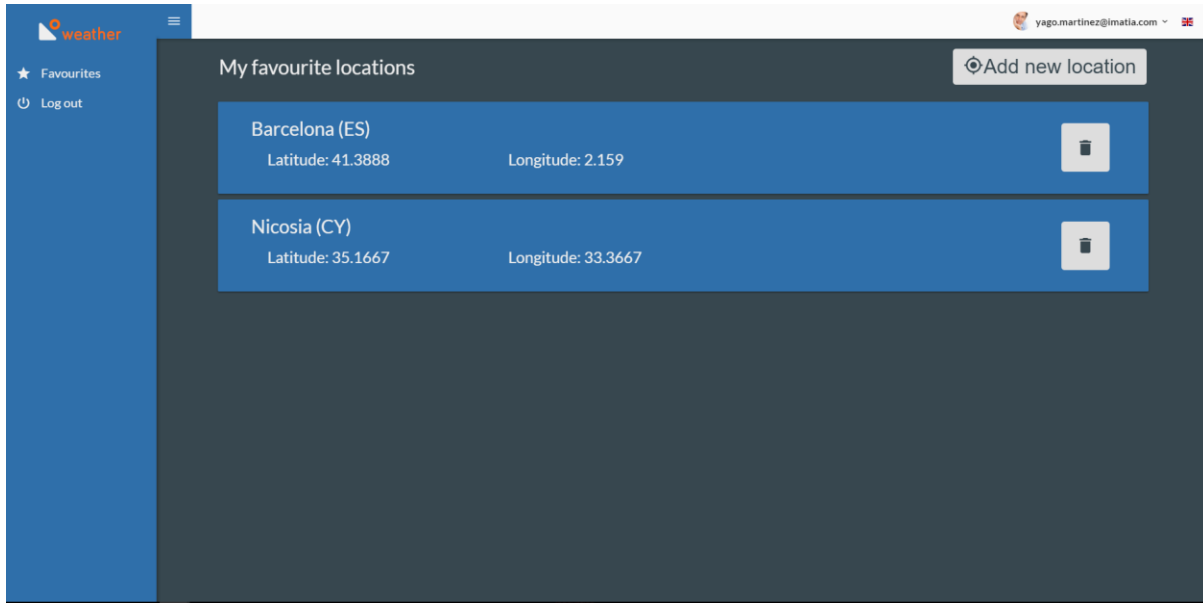 weather
yago.martinez@imatia.com
Favourites
Log out
My favourite locations
Add new location
Barcelona (ES)
Latitude: 41.3888 Longitude: 2.159
Nicosia (CY)
Latitude: 35.1667 Longitude: 33.3667